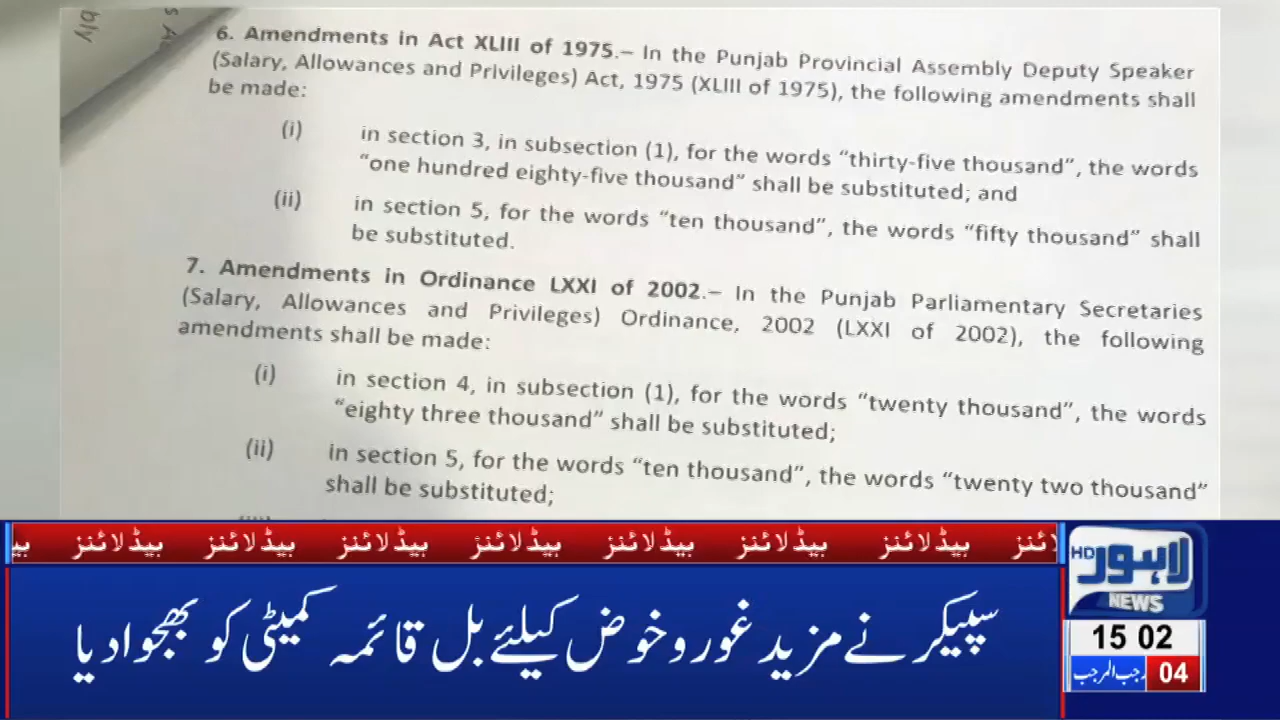 bly
6. Amendments in Act XLIII of 1975.– In the Punjab Provincial Assembly Deputy Speaker
(Salary, Allowances and Privileges) Act, 1975 (XLIII of 1975), the following amendments shall
be made:
(i) in section 3, in subsection (1), for the words “thirty-five thousand”, the words
“one hundred eighty-five thousand” shall be substituted; and
(ii) in section 5, for the words “ten thousand”, the words “fifty thousand” shall
be substituted.
7. Amendments in Ordinance LXXI of 2002.– In the Punjab Parliamentary Secretaries
(Salary, Allowances and Privileges) Ordinance, 2002 (LXXI of 2002), the following
amendments shall be made:
(i) in section 4, in subsection (1), for the words “twenty thousand”, the words
“eighty three thousand” shall be substituted;
(ii) in section 5, for the words “ten thousand”, the words “twenty two thousand”
shall be substituted;
ہیڈلائنز ہیڈلائنز ہیڈلائنز ہیڈلائنز ہیڈلائنز ہیڈلائنز ہیڈلائنز
سپیکر نے مزید غور و خوض کیلئے بل قائمہ کمیٹی کو بھجوا دیا
لاہور HD
NEWS
15 02
04 رجب المرجب